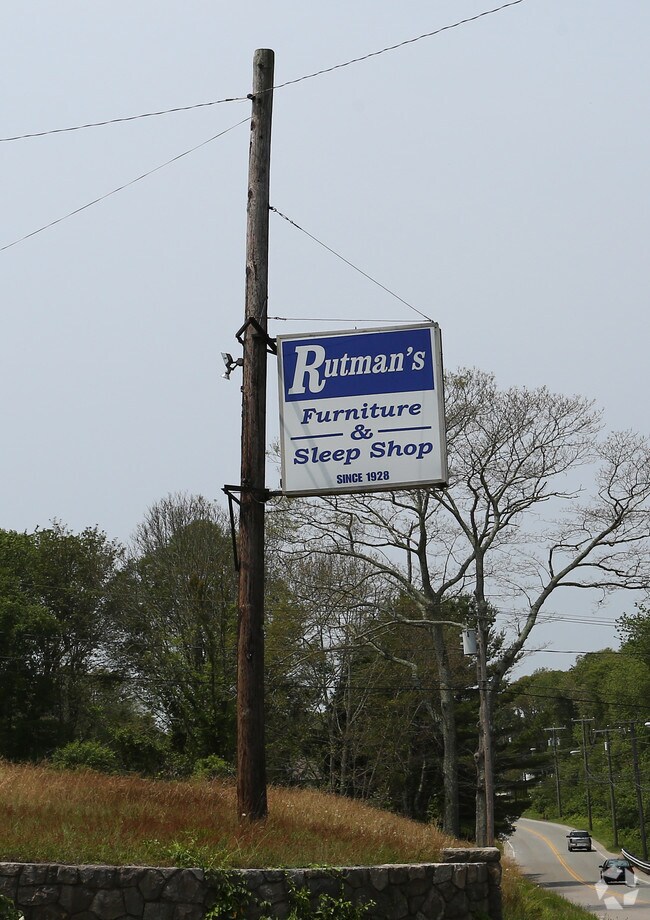 Rutman's
Furniture
&
Sleep Shop
SINCE 1928